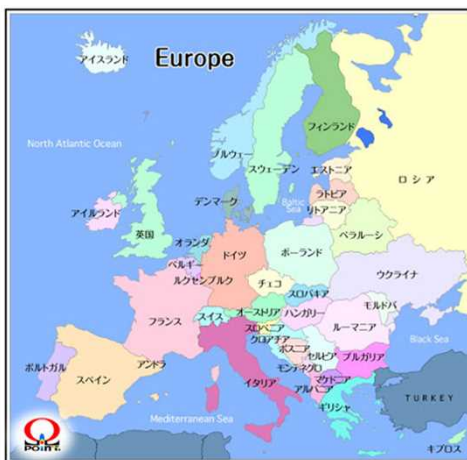 アイスランド
Europe
フィンランド
North Atlantic Ocean
ノルウェー
スウェーデン
エストニア
Baltic Sea
ラトビア
ロシア
リトアニア
デンマーク
アイルランド
英国
ベラルーシ
オランダ
ドイツ
ポーランド
ベルギー
ルクセンブルク
チェコ
ウクライナ
スロバキア
フランス
スイス
オーストリア
ハンガリー
モルドバ
スロベニア
ルーマニア
クロアチア
ボスニア
セルビア
Black Sea
ポルトガル
スペイン
アンドラ
イタリア
モンテネグロ
ブルガリア
マケドニア
アルバニア
TURKEY
Mediterranean Sea
ギリシャ
キプロス
POINT